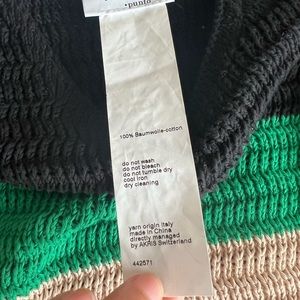 • punto •
100% Baumwolle-cotton
do not wash
do not bleach
do not tumble dry
cool iron
dry cleaning
yarn origin Italy
made in China
directly managed
by AKRIS Switzerland
442571